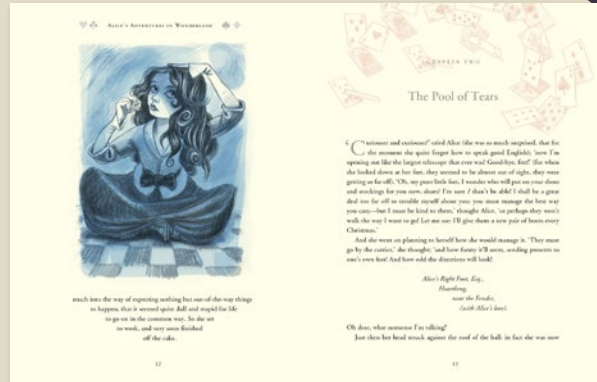 ALICE'S ADVENTURES IN WONDERLAND
much into the way of expecting nothing but out-of-the-way things
to happen, that it seemed quite dull and stupid for life
to go on in the common way. So she set
to work, and very soon finished
off the cake.
12
CHAPTER TWO
The Pool of Tears
‘Curiouser and curiouser!’ cried Alice (she was so much surprised, that for
the moment she quite forgot how to speak good English); ‘now I’m
opening out like the largest telescope that ever was! Good-bye, feet!’ (for when
she looked down at her feet, they seemed to be almost out of sight, they were
getting so far off). ‘Oh, my poor little feet, I wonder who will put on your shoes
and stockings for you now, dears? I’m sure I shan’t be able! I shall be a great
deal too far off to trouble myself about you: you must manage the best way
you can;—but I must be kind to them,’ thought Alice, ‘or perhaps they won’t
walk the way I want to go! Let me see: I’ll give them a new pair of boots every
Christmas.’
And she went on planning to herself how she would manage it. ‘They must
go by the carrier,’ she thought; ‘and how funny it’ll seem, sending presents to
one’s own feet! And how odd the directions will look!
Alice’s Right Foot, Esq.,
Hearthrug,
near the Fender,
(with Alice’s love).
Oh dear, what nonsense I’m talking!’
Just then her head struck against the roof of the hall: in fact she was now
13